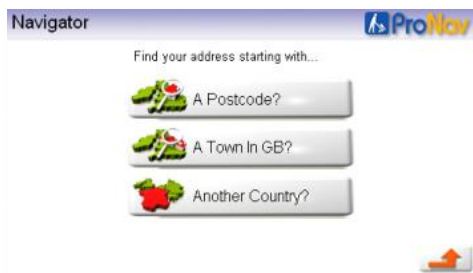 Navigator
ProNav
Find your address starting with...
A Postcode?
A Town In GB?
Another Country?